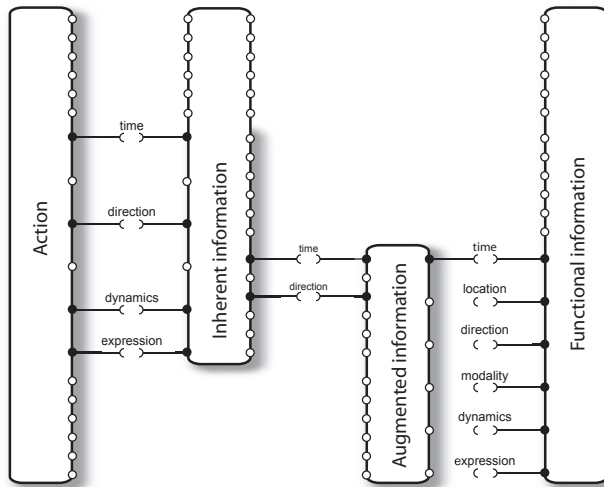 Action
time
direction
dynamics
expression
Inherent information
time
direction
Augmented information
time
location
direction
modality
dynamics
expression
Functional information